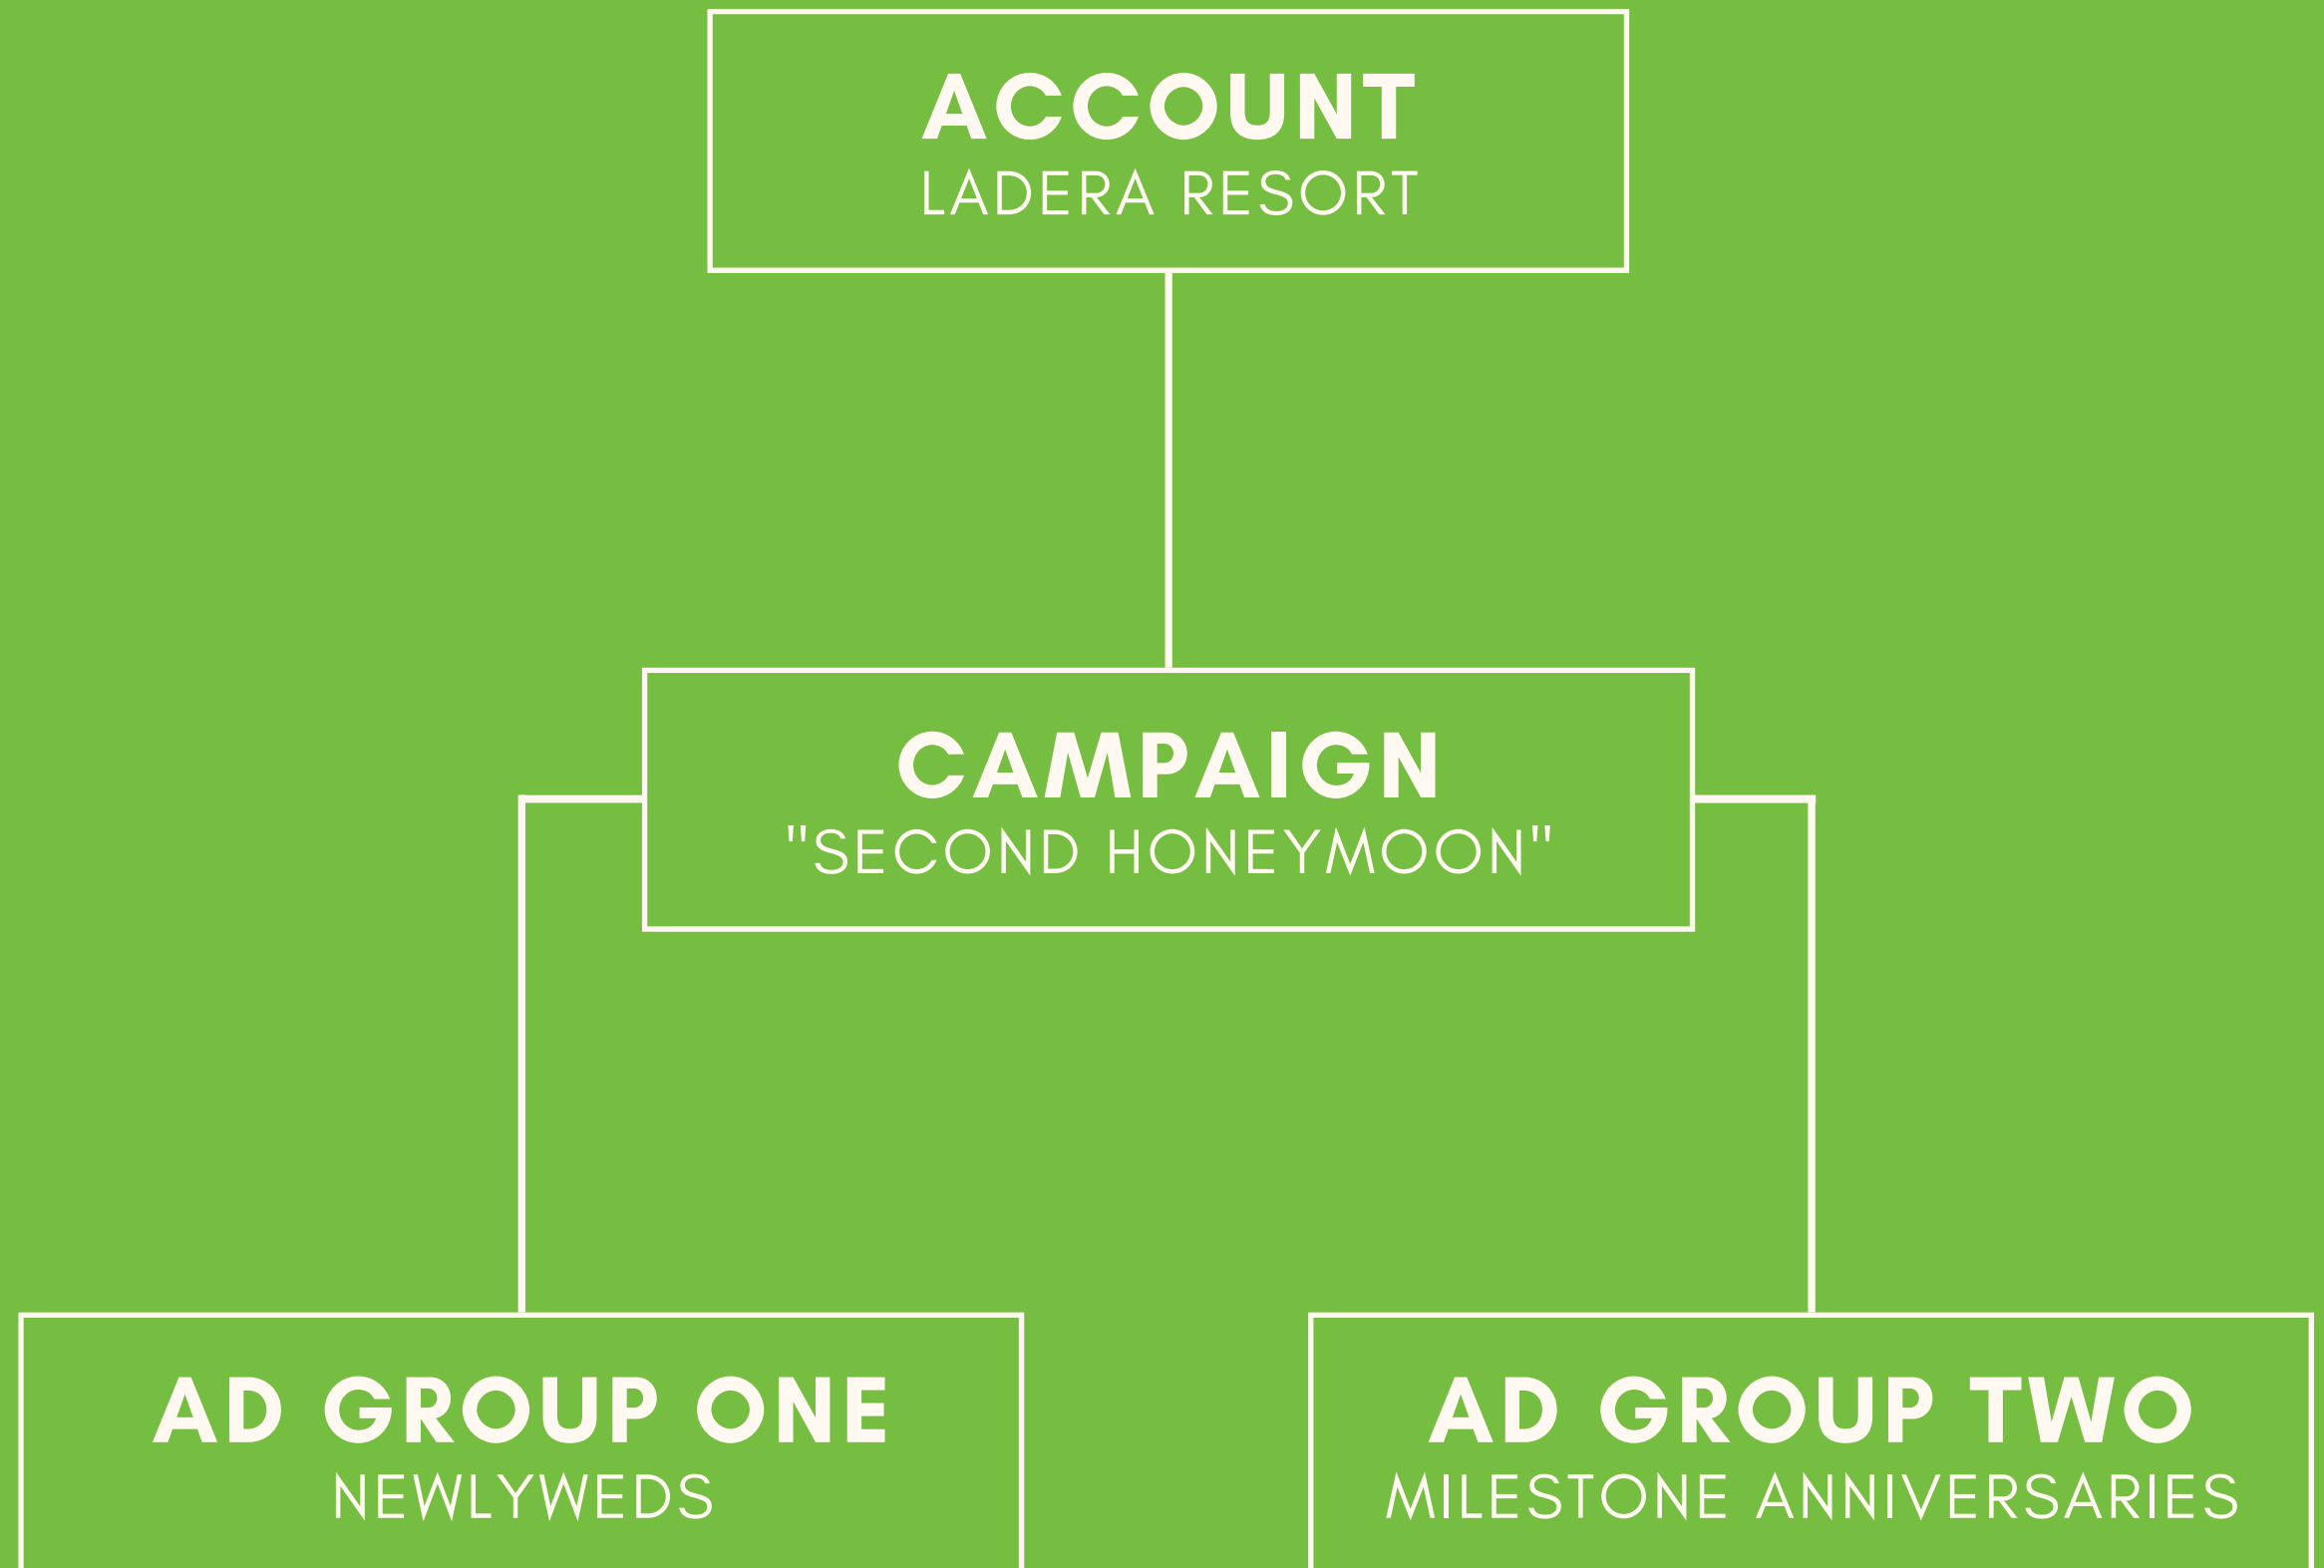 ACCOUNT
LADERA RESORT
CAMPAIGN
"SECOND HONEYMOON"
AD GROUP ONE
NEWLYWEDS
AD GROUP TWO
MILESTONE ANNIVERSARIES